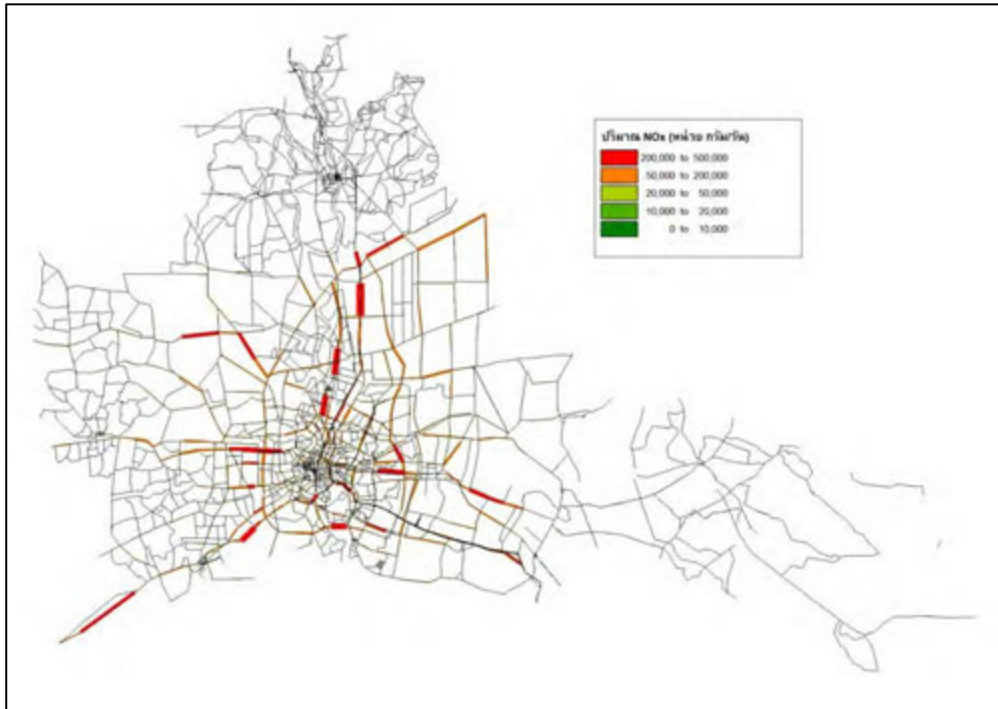 ปริมาณ NOx (หน่วย กรัม/วัน)
200,000 to 500,000
50,000 to 200,000
20,000 to 50,000
10,000 to 20,000
0 to 10,000